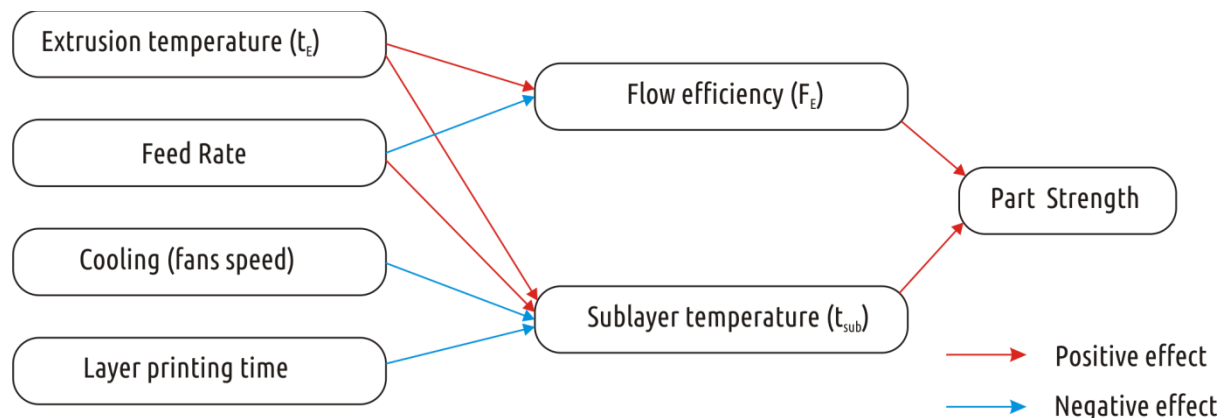 Extrusion temperature (tE)
Feed Rate
Cooling (fans speed)
Layer printing time
Flow efficiency (FE)
Sublayer temperature (tsub)
Part Strength
Positive effect
Negative effect